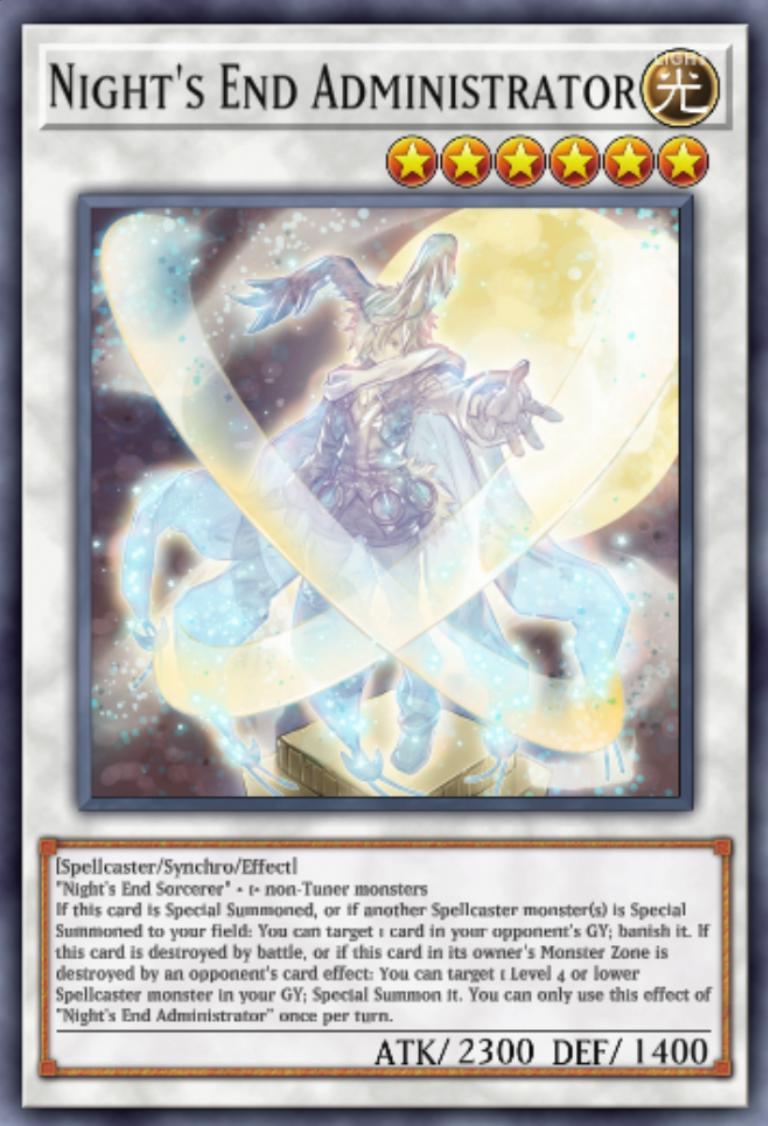 NIGHT'S END ADMINISTRATOR
LIGHT
光
[Spellcaster/Synchro/Effect]
"Night's End Sorcerer" + 1+ non-Tuner monsters
If this card is Special Summoned, or if another Spellcaster monster(s) is Special
Summoned to your field: You can target 1 card in your opponent's GY; banish it. If
this card is destroyed by battle, or if this card in its owner's Monster Zone is
destroyed by an opponent's card effect: You can target 1 Level 4 or lower
Spellcaster monster in your GY; Special Summon it. You can only use this effect of
"Night's End Administrator" once per turn.
ATK/ 2300 DEF/ 1400